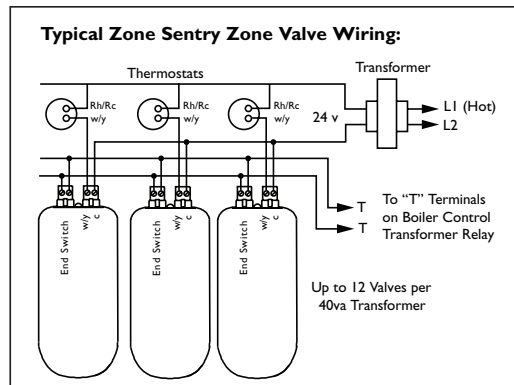 Typical Zone Sentry Zone Valve Wiring:
Thermostats
Transformer
Rh/Rc
w/y
Rh/Rc
w/y
Rh/Rc
w/y
24 v
L1 (Hot)
L2
T
T
To “T” Terminals
on Boiler Control
Transformer Relay
End Switch
w/y
c
End Switch
w/y
c
End Switch
w/y
c
Up to 12 Valves per
40va Transformer